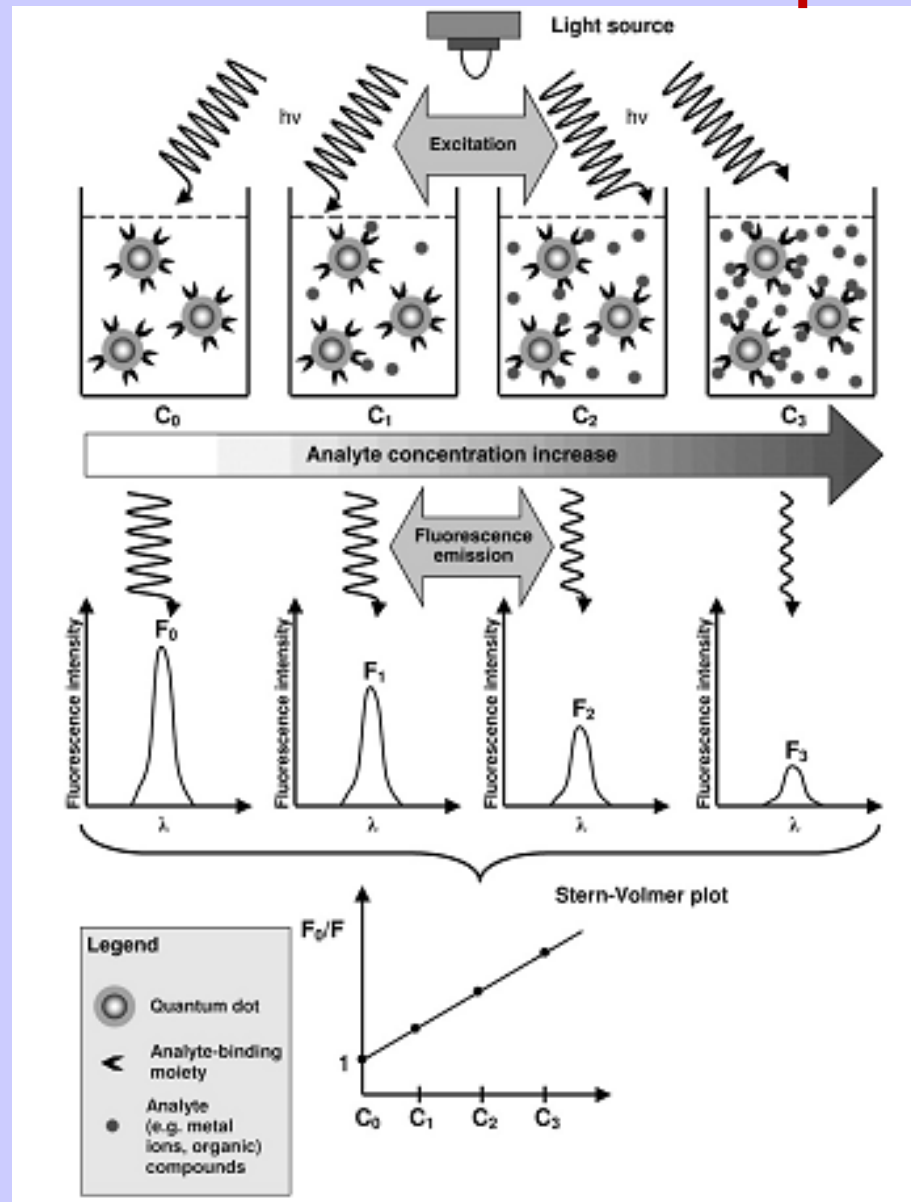 Light source
hν
hν
Excitation
C₀
C₁
C₂
C₃
Analyte concentration increase
Fluorescence
emission
Fluorescence intensity
F₀
λ
Fluorescence intensity
F₁
λ
Fluorescence intensity
F₂
λ
Fluorescence intensity
F₃
λ
Stern-Volmer plot
F₀/F
1
C₀
C₁
C₂
C₃
Legend
Quantum dot
Analyte-binding
moiety
Analyte
(e.g. metal
ions, organic)
compounds